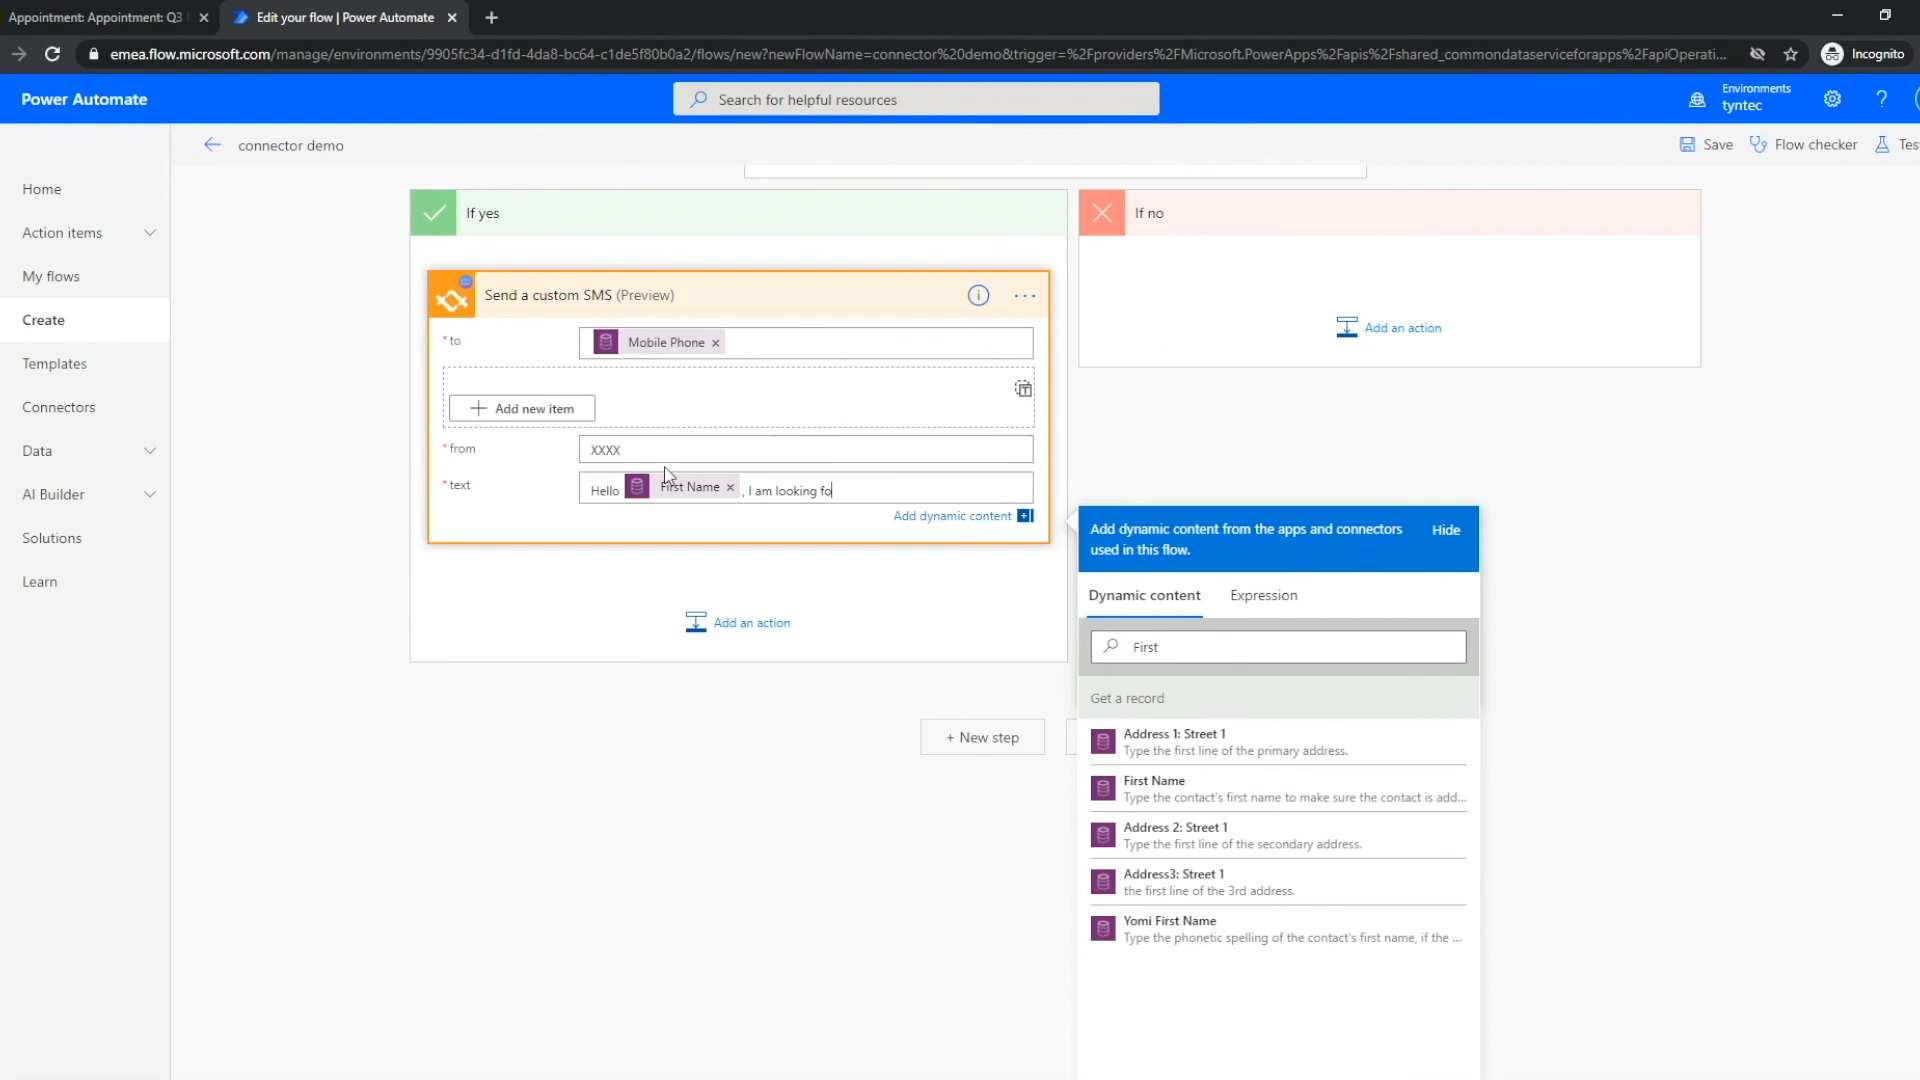 Appointment: Appointment: Q3
Edit your flow | Power Automate
emea.flow.microsoft.com/manage/environments/9905fc34-d1fd-4da8-bc64-c1de5f80b0a2/flows/new?newFlowName=connector%20demo&trigger=%2Fproviders%2FMicrosoft.PowerApps%2Fapis%2Fshared_commondataserviceforapps%2FapiOperati...
Incognito
Power Automate
Search for helpful resources
Environments
tyntec
?
connector demo
Save
Flow checker
Home
Action items
My flows
Create
Templates
Connectors
Data
AI Builder
Solutions
Learn
If yes
If no
Send a custom SMS (Preview)
* to
Mobile Phone ×
+ Add new item
* from
XXXX
* text
Hello First Name × , I am looking fo
Add dynamic content
Add an action
Add an action
+ New step
Add dynamic content from the apps and connectors
used in this flow.
Hide
Dynamic content
Expression
First
Get a record
Address 1: Street 1
Type the first line of the primary address.
First Name
Type the contact's first name to make sure the contact is add...
Address 2: Street 1
Type the first line of the secondary address.
Address3: Street 1
the first line of the 3rd address.
Yomi First Name
Type the phonetic spelling of the contact's first name, if the ...